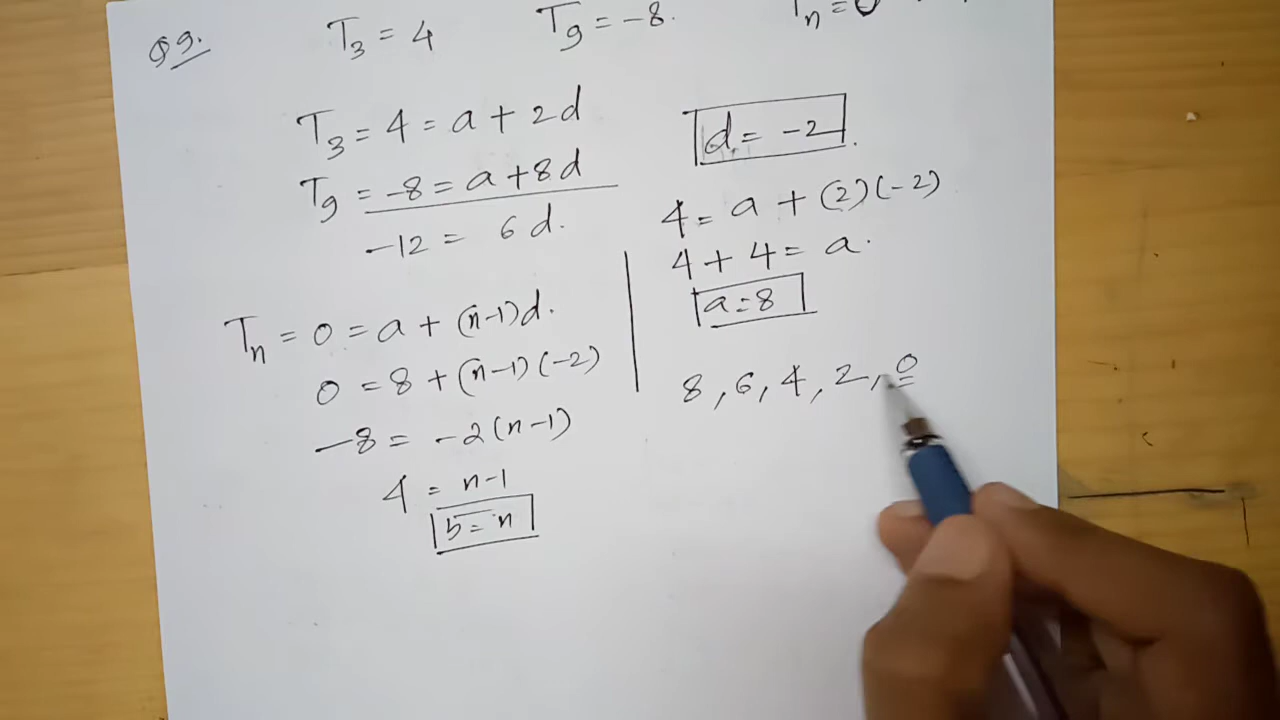 Q9. T₃ = 4 T₉ = -8. Tₙ = 0
T₃ = 4 = a + 2d
T₉ = -8 = a + 8d
-12 = 6d.
d = -2.
4 = a + (2)(-2)
4 + 4 = a.
a = 8
Tₙ = 0 = a + (n-1)d.
0 = 8 + (n-1)(-2)
-8 = -2(n-1)
4 = n-1
5 = n
8, 6, 4, 2, 0